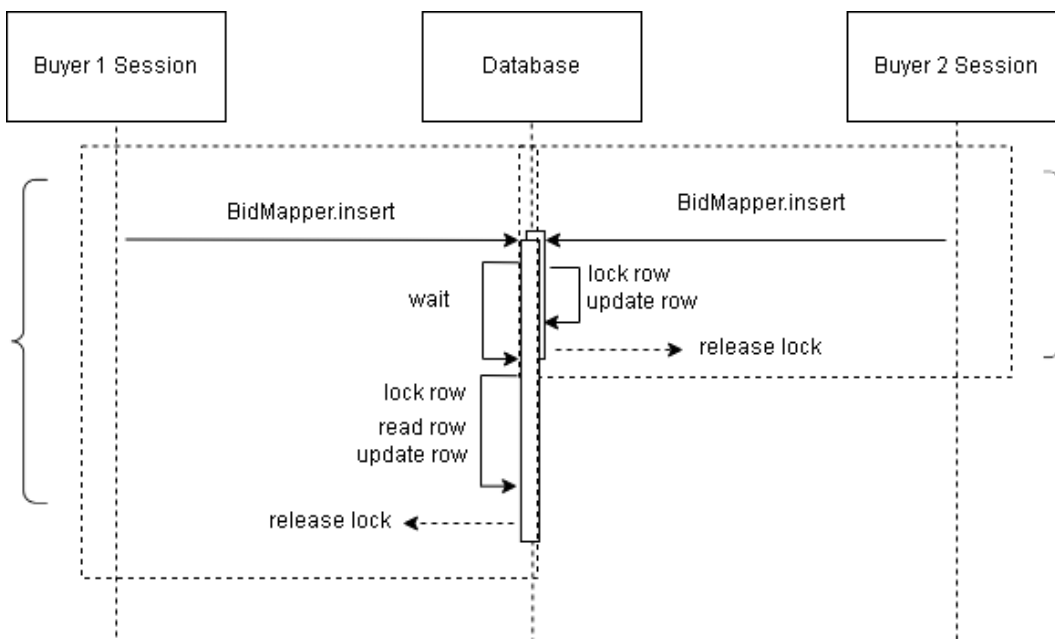 Buyer 1 Session
Database
Buyer 2 Session
BidMapper.insert
BidMapper.insert
wait
lock row
update row
release lock
lock row
read row
update row
release lock